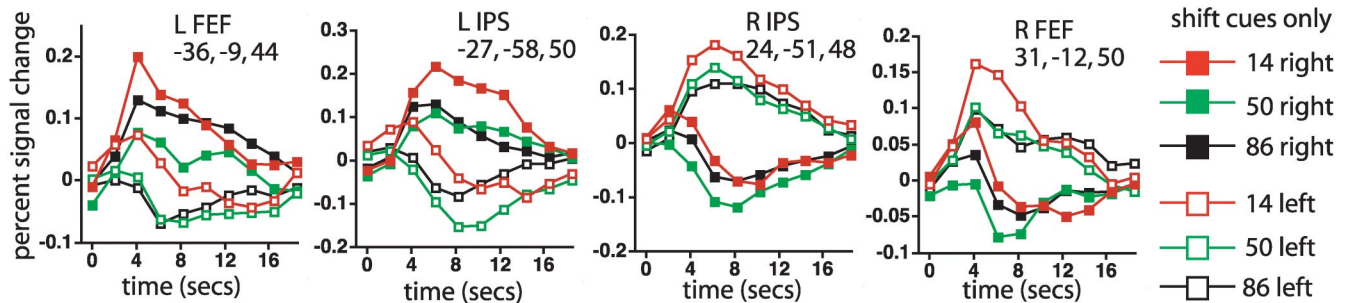 percent signal change
L FEF
-36, -9, 44
0.2
0.1
0
-0.1
0 4 8 12 16
time (secs)
L IPS
-27, -58, 50
0.3
0.2
0.1
0
-0.1
-0.2
0 4 8 12 16
time (secs)
R IPS
24, -51, 48
0.2
0.1
0
-0.1
-0.2
0 4 8 12 16
time (secs)
R FEF
31, -12, 50
0.2
0.15
0.1
0.05
0
-0.05
-0.1
0 4 8 12 16
time (secs)
shift cues only
14 right
50 right
86 right
14 left
50 left
86 left